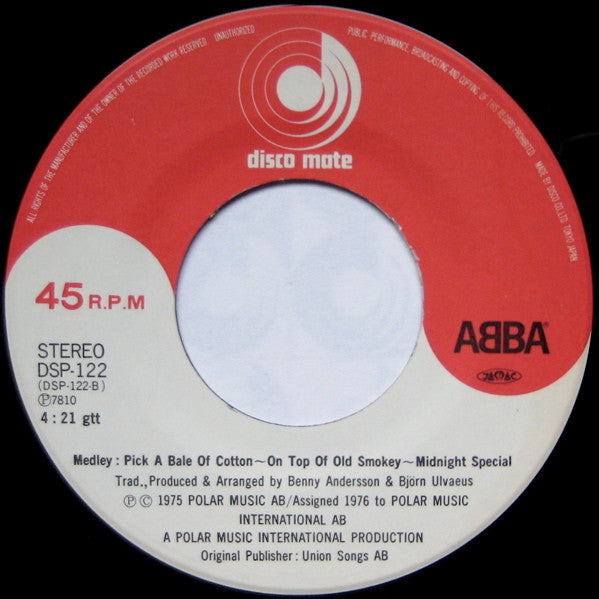 ALL RIGHTS OF THE MANUFACTURER AND OF THE OWNER OF THE RECORDED WORK RESERVED UNAUTHORIZED PUBLIC PERFORMANCE, BROADCASTING AND COPYING OF THIS RECORD PROHIBITED.
MADE BY DISCO CO., LTD. TOKYO JAPAN
disco mate
45 R.P.M
ABBA
STEREO
DSP-122
(DSP-122-B)
Ⓟ7810
4 : 21 gtt
Medley : Pick A Bale Of Cotton~On Top Of Old Smokey~Midnight Special
Trad., Produced & Arranged by Benny Andersson & Björn Ulvaeus
Ⓟ © 1975 POLAR MUSIC AB/Assigned 1976 to POLAR MUSIC
INTERNATIONAL AB
A POLAR MUSIC INTERNATIONAL PRODUCTION
Original Publisher : Union Songs AB